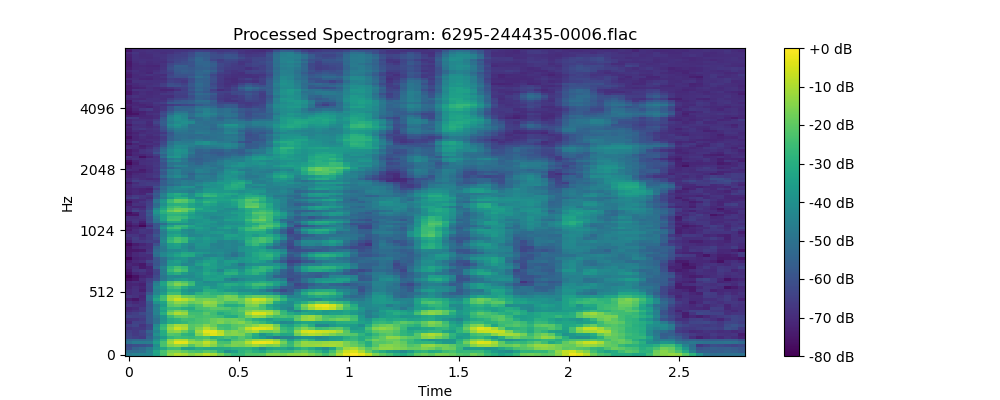 Processed Spectrogram: 6295-244435-0006.flac
Hz
4096
2048
1024
512
0
0
0.5
1
1.5
2
2.5
Time
+0 dB
-10 dB
-20 dB
-30 dB
-40 dB
-50 dB
-60 dB
-70 dB
-80 dB